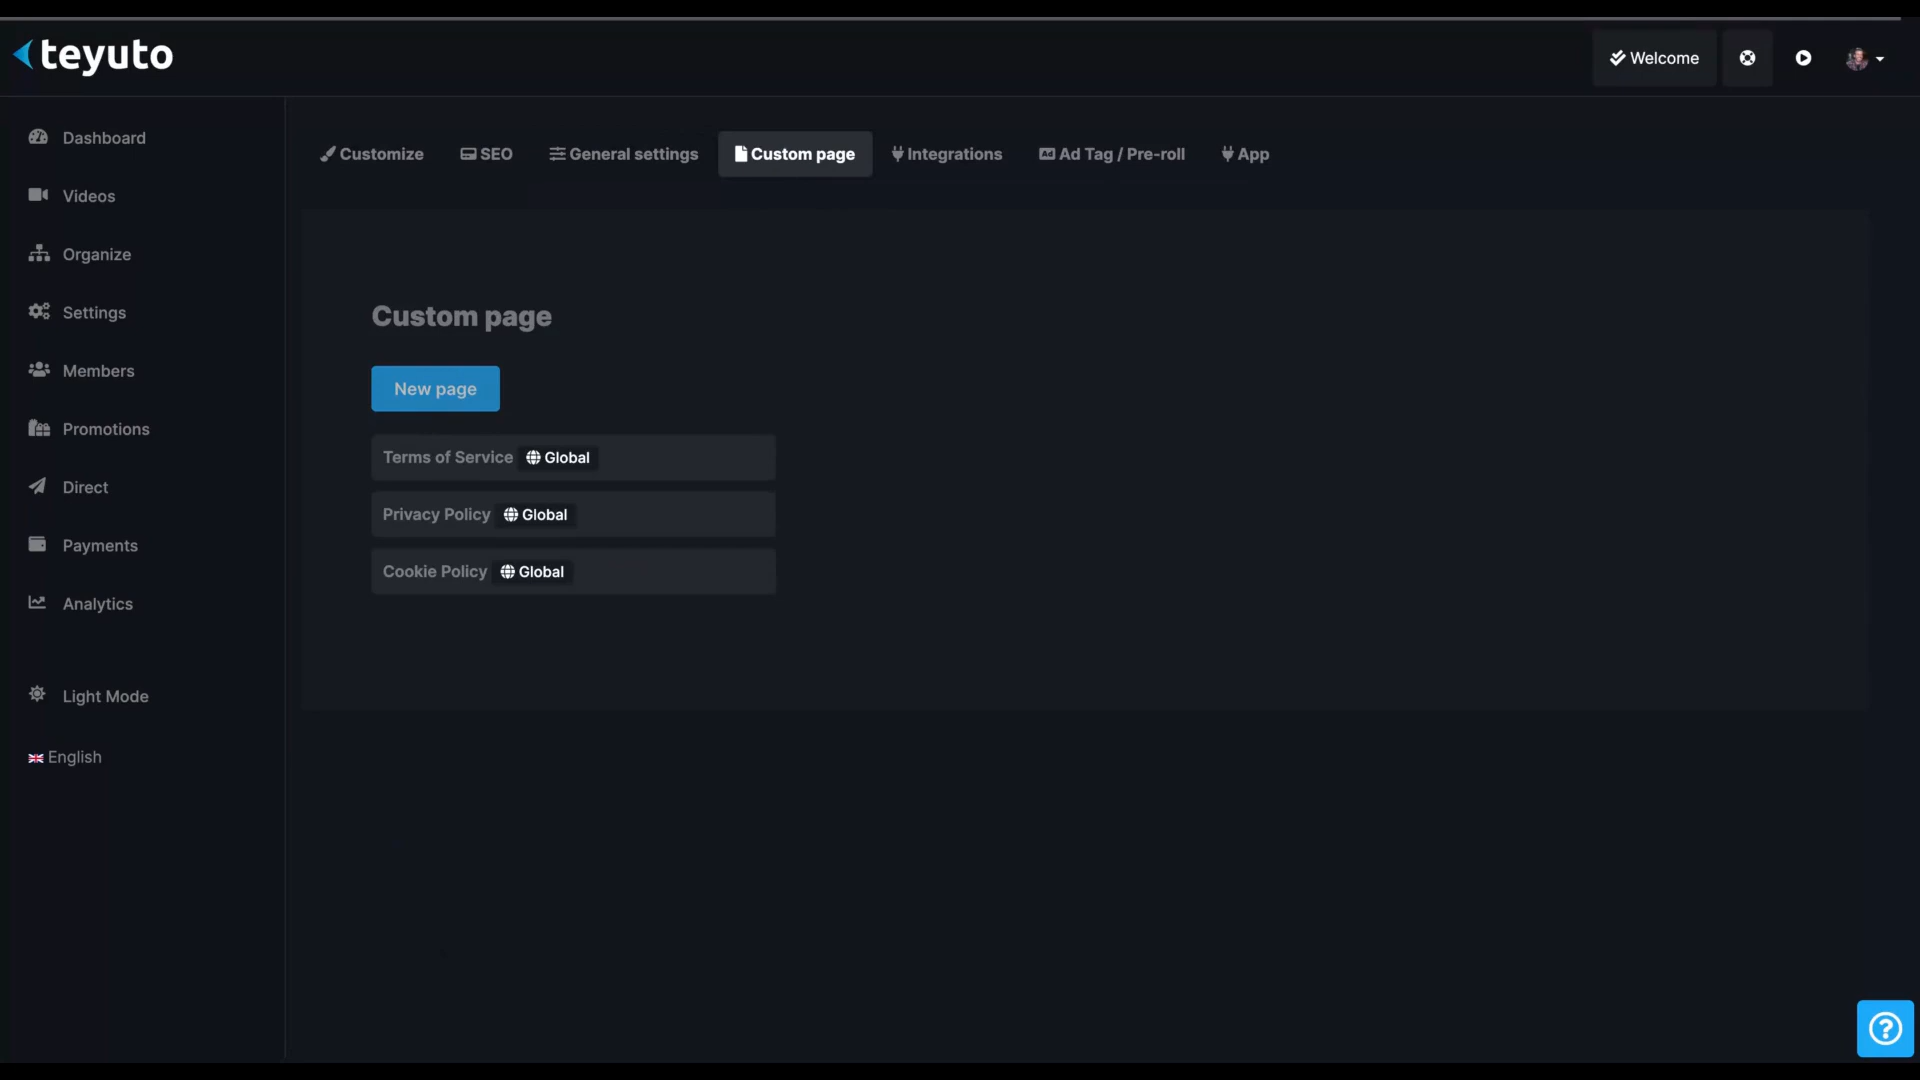 teyuto
Welcome
Dashboard
Videos
Organize
Settings
Members
Promotions
Direct
Payments
Analytics
Light Mode
English
Customize
SEO
General settings
Custom page
Integrations
Ad Ad Tag / Pre-roll
App
Custom page
New page
Terms of Service Global
Privacy Policy Global
Cookie Policy Global
?